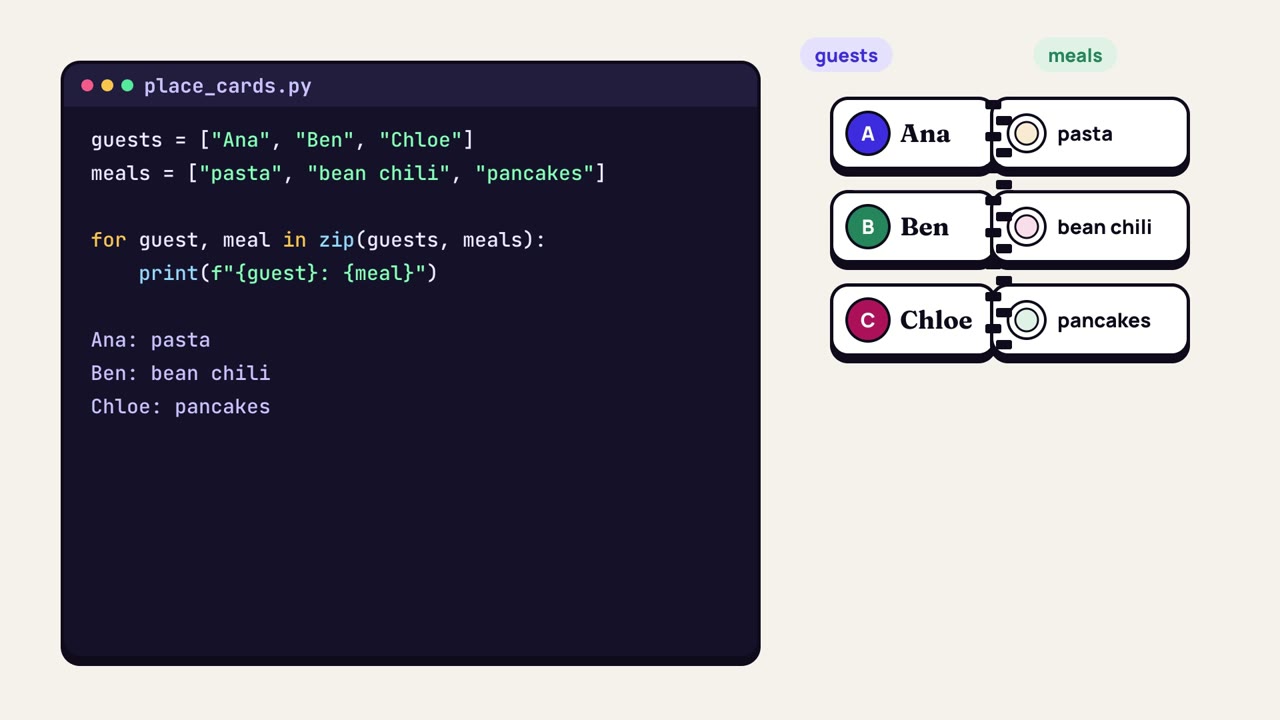 place_cards.py
guests = ["Ana", "Ben", "Chloe"]
meals = ["pasta", "bean chili", "pancakes"]
for guest, meal in zip(guests, meals):
    print(f"{guest}: {meal}")
Ana: pasta
Ben: bean chili
Chloe: pancakes
guests meals
A Ana pasta
B Ben bean chili
C Chloe pancakes